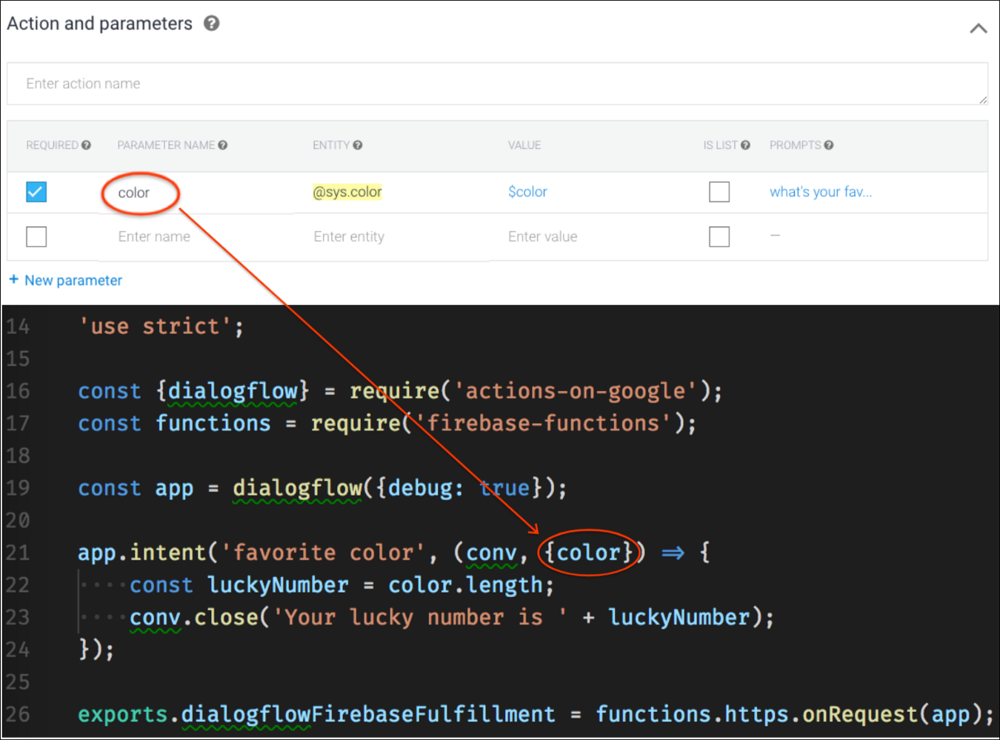 Action and parameters ?
Enter action name
REQUIRED ? PARAMETER NAME ? ENTITY ? VALUE IS LIST ? PROMPTS ?
color @sys.color $color what's your fav...
Enter name Enter entity Enter value —
+ New parameter
14 'use strict';
15
16 const {dialogflow} = require('actions-on-google');
17 const functions = require('firebase-functions');
18
19 const app = dialogflow({debug: true});
20
21 app.intent('favorite color', (conv, {color}) => {
22 ····const luckyNumber = color.length;
23 ····conv.close('Your lucky number is ' + luckyNumber);
24 });
25
26 exports.dialogflowFirebaseFulfillment = functions.https.onRequest(app);